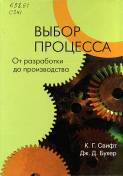 ВЫБОР
ПРОЦЕССА
От разработки
до производства
К. Г. Свифт
Дж. Д. Букер